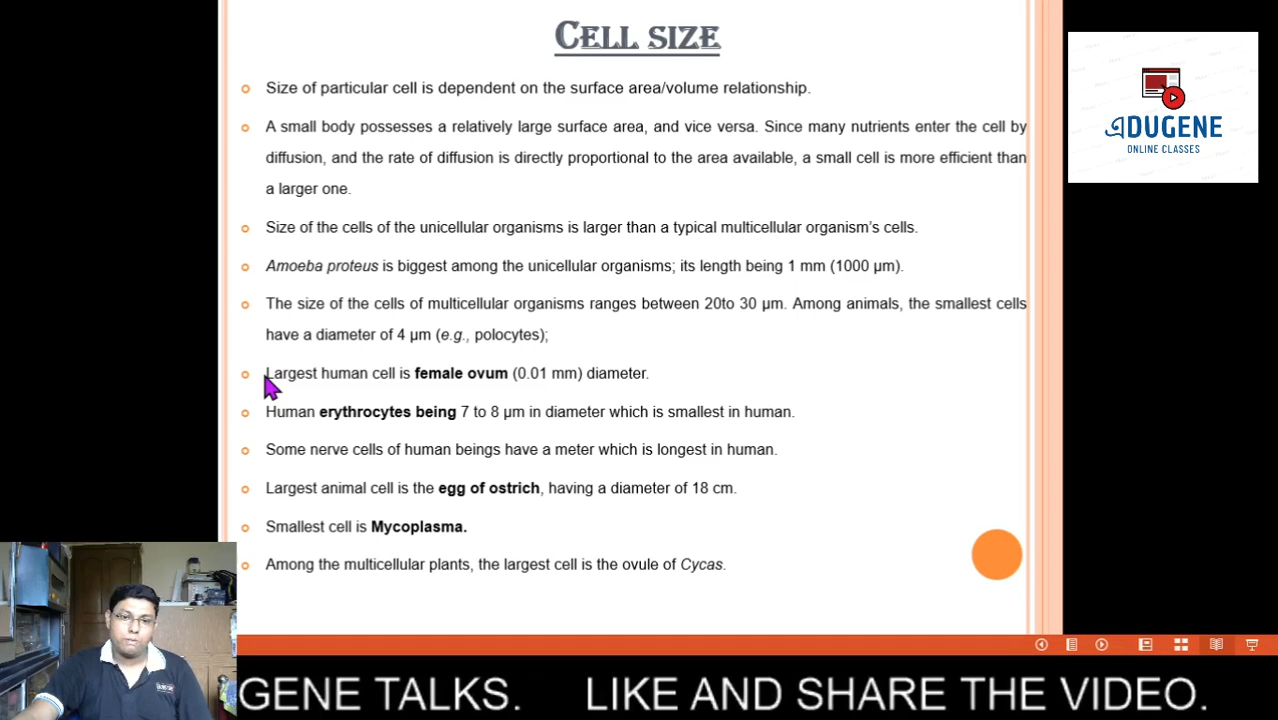 CELL SIZE
Size of particular cell is dependent on the surface area/volume relationship.
A small body possesses a relatively large surface area, and vice versa. Since many nutrients enter the cell by
diffusion, and the rate of diffusion is directly proportional to the area available, a small cell is more efficient than
a larger one.
Size of the cells of the unicellular organisms is larger than a typical multicellular organism's cells.
Amoeba proteus is biggest among the unicellular organisms; its length being 1 mm (1000 µm).
The size of the cells of multicellular organisms ranges between 20to 30 µm. Among animals, the smallest cells
have a diameter of 4 µm (e.g., polocytes);
Largest human cell is female ovum (0.01 mm) diameter.
Human erythrocytes being 7 to 8 µm in diameter which is smallest in human.
Some nerve cells of human beings have a meter which is longest in human.
Largest animal cell is the egg of ostrich, having a diameter of 18 cm.
Smallest cell is Mycoplasma.
Among the multicellular plants, the largest cell is the ovule of Cycas.
DUGENE
ONLINE CLASSES
GENE TALKS. LIKE AND SHARE THE VIDEO.